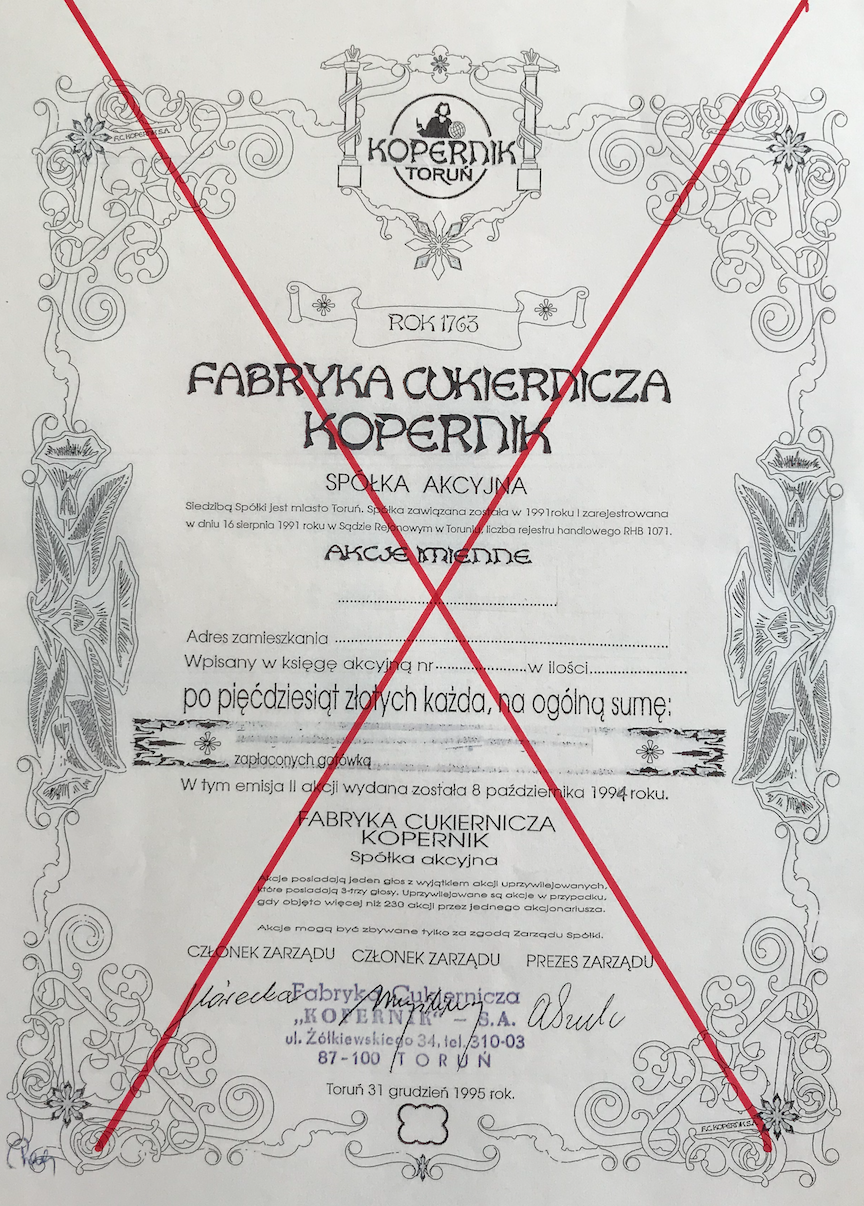 F.C. KOPERNIK S.A.
KOPERNIK
TORUŃ
ROK 1763
FABRYKA CUKIERNICZA
KOPERNIK
SPÓŁKA AKCYJNA
Siedzibą Spółki jest miasto Toruń. Spółka zawiązana została w 1991roku i zarejestrowana
w dniu 16 sierpnia 1991 roku w Sądzie Rejonowym w Toruniu, liczba rejestru handlowego RHB 1071.
AKCJE IMIENNE
Adres zamieszkania
Wpisany w księgę akcyjną nr..................w ilości....................
po pięćdziesiąt złotych każda, na ogólną sumę:
zapłaconych gotówką
W tym emisja II akcji wydana została 8 października 1994 roku.
FABRYKA CUKIERNICZA
KOPERNIK
Spółka akcyjna
Akcje posiadają jeden głos z wyjątkiem akcji uprzywilejowanych,
które posiadają 3-trzy głosy. Uprzywilejowane są akcje w przypadku,
gdy objęto więcej niż 230 akcji przez jednego akcjonariusza.
Akcje mogą być zbywane tylko za zgodą Zarządu Spółki.
CZŁONEK ZARZĄDU CZŁONEK ZARZĄDU PREZES ZARZĄDU
Fabryka Cukiernicza
„KOPERNIK" – S.A.
ul. Żółkiewskiego 34, tel. 310-03
87-100 TORUŃ
Toruń 31 grudzień 1995 rok.
F.C. KOPERNIK S.A.